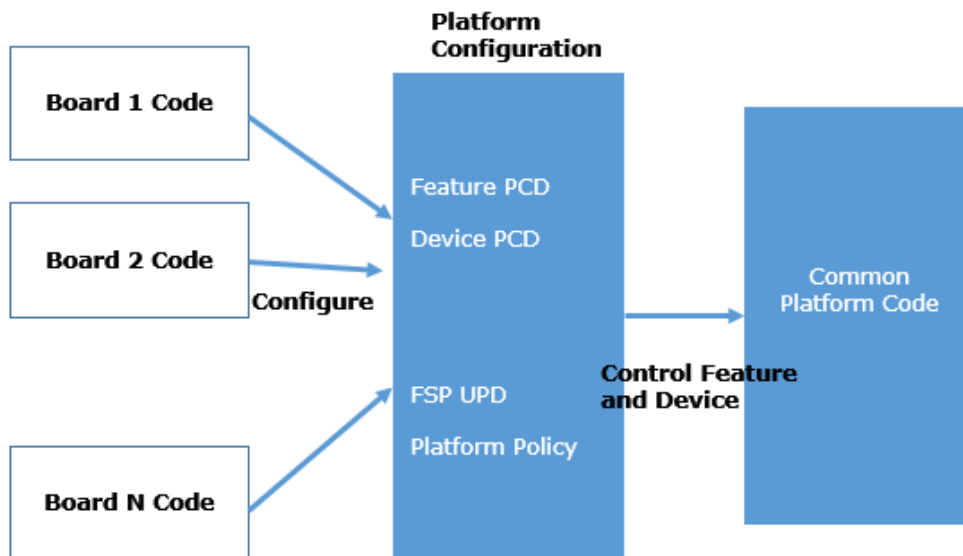 Platform
Configuration
Board 1 Code
Feature PCD
Board 2 Code
Device PCD
Configure
Common
Platform Code
Control Feature
and Device
FSP UPD
Platform Policy
Board N Code